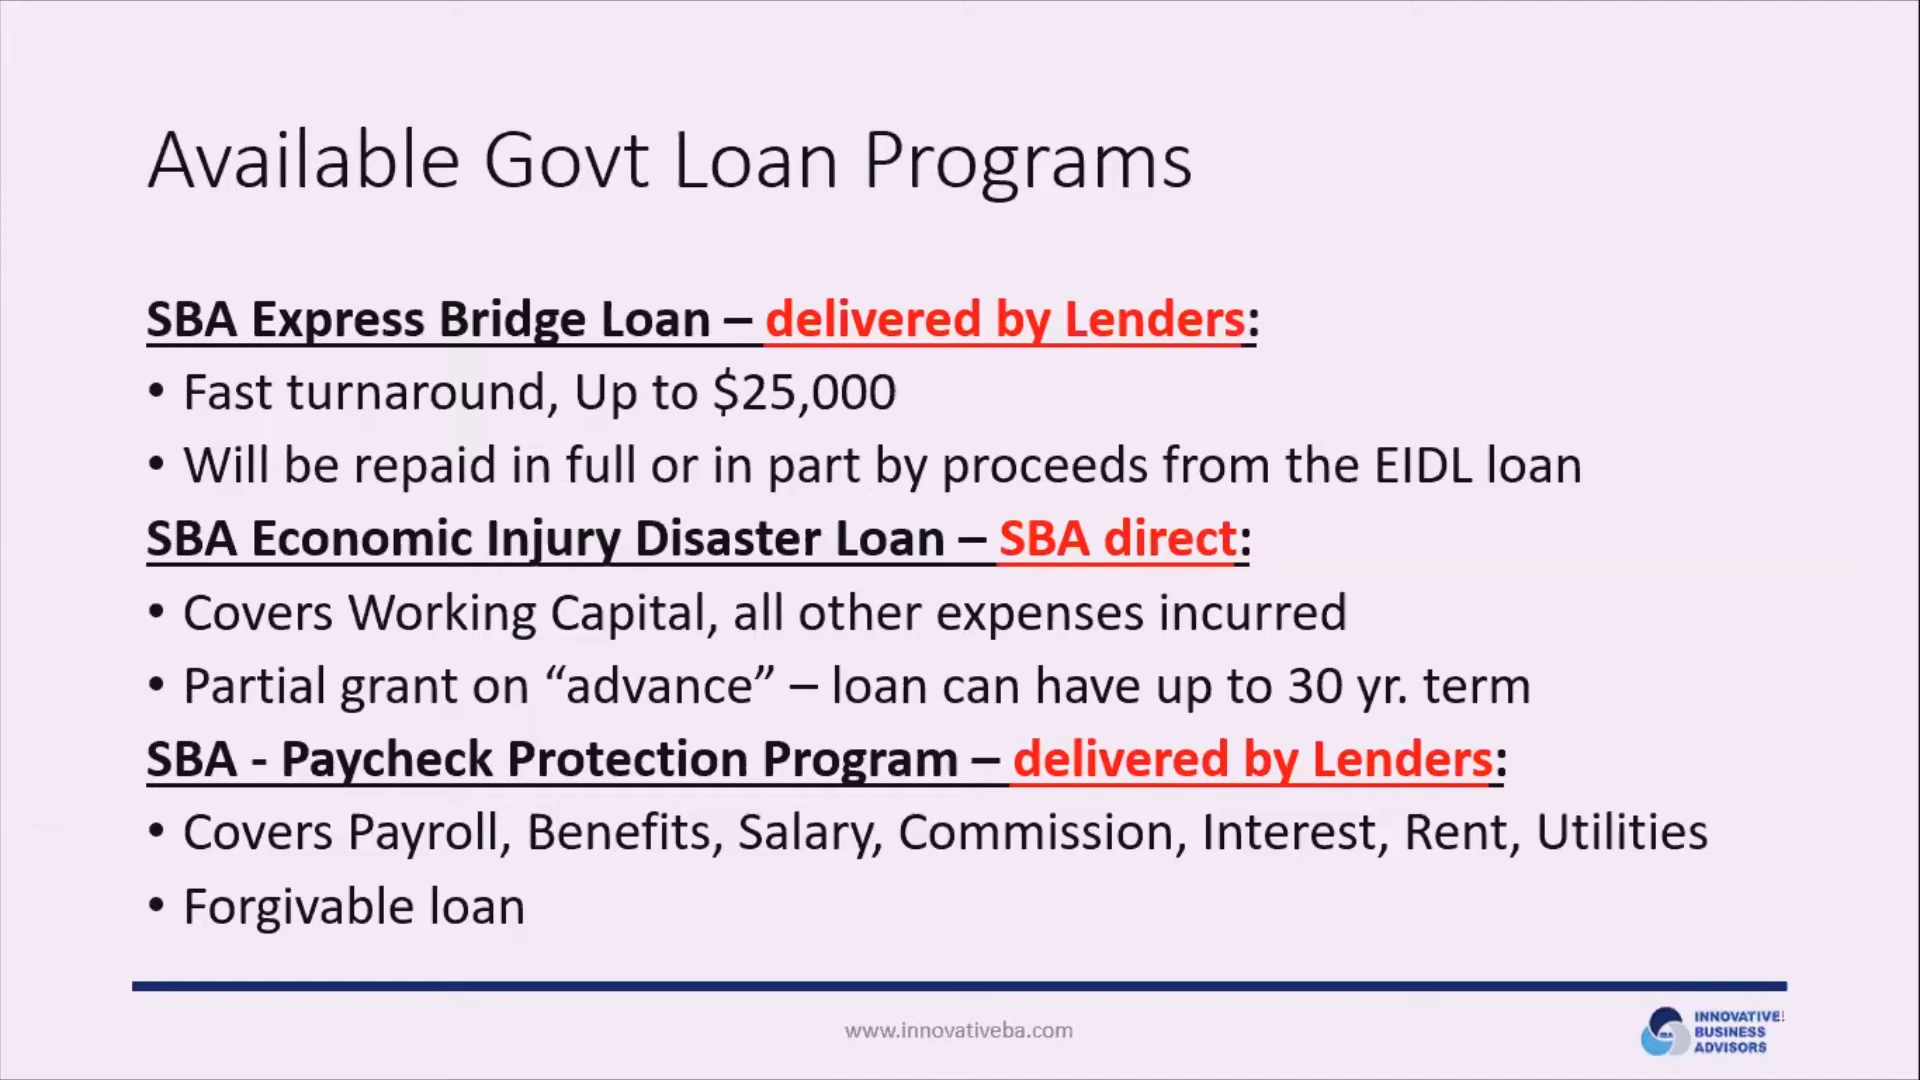 Available Govt Loan Programs
SBA Express Bridge Loan – delivered by Lenders:
• Fast turnaround, Up to $25,000
• Will be repaid in full or in part by proceeds from the EIDL loan
SBA Economic Injury Disaster Loan – SBA direct:
• Covers Working Capital, all other expenses incurred
• Partial grant on “advance” – loan can have up to 30 yr. term
SBA - Paycheck Protection Program – delivered by Lenders:
• Covers Payroll, Benefits, Salary, Commission, Interest, Rent, Utilities
• Forgivable loan
www.innovativeba.com
INNOVATIVE!
BUSINESS
ADVISORS